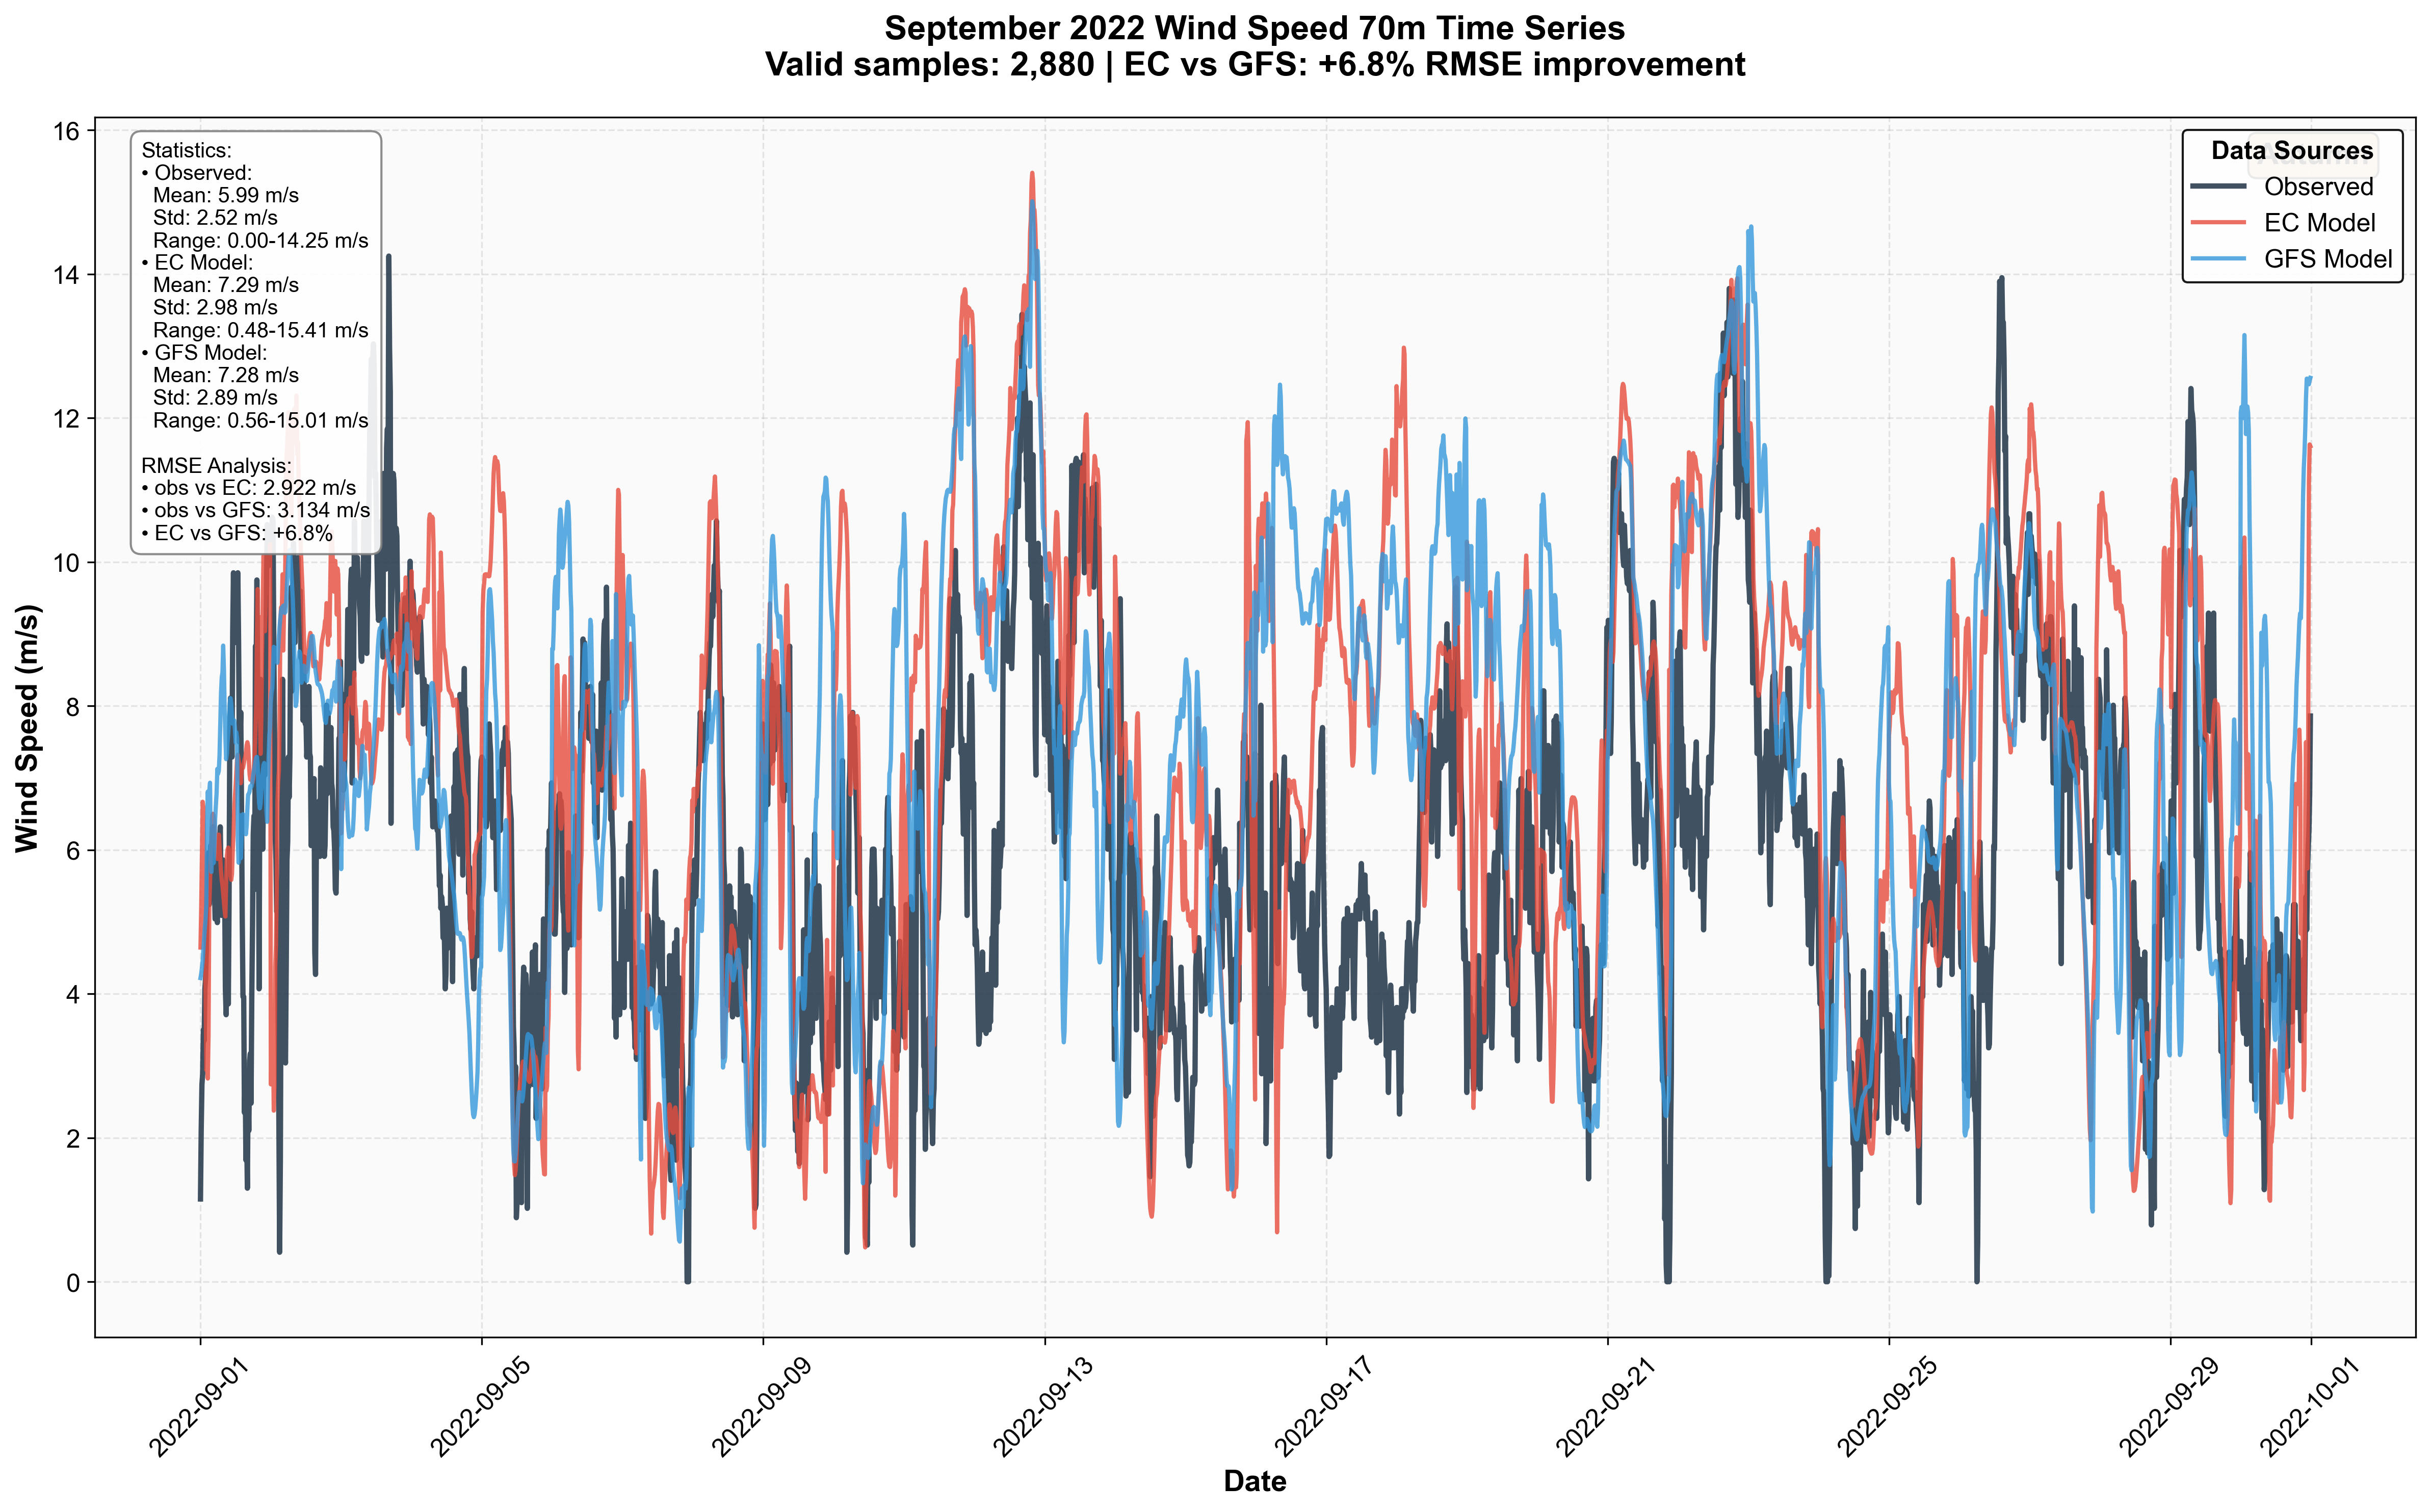 September 2022 Wind Speed 70m Time Series
Valid samples: 2,880 | EC vs GFS: +6.8% RMSE improvement
Wind Speed (m/s)
16
14
12
10
8
6
4
2
0
Statistics:
• Observed:
Mean: 5.99 m/s
Std: 2.52 m/s
Range: 0.00-14.25 m/s
• EC Model:
Mean: 7.29 m/s
Std: 2.98 m/s
Range: 0.48-15.41 m/s
• GFS Model:
Mean: 7.28 m/s
Std: 2.89 m/s
Range: 0.56-15.01 m/s
RMSE Analysis:
• obs vs EC: 2.922 m/s
• obs vs GFS: 3.134 m/s
• EC vs GFS: +6.8%
Data Sources
Observed
EC Model
GFS Model
2022-09-01
2022-09-05
2022-09-09
2022-09-13
2022-09-17
2022-09-21
2022-09-25
2022-09-29
2022-10-01
Date